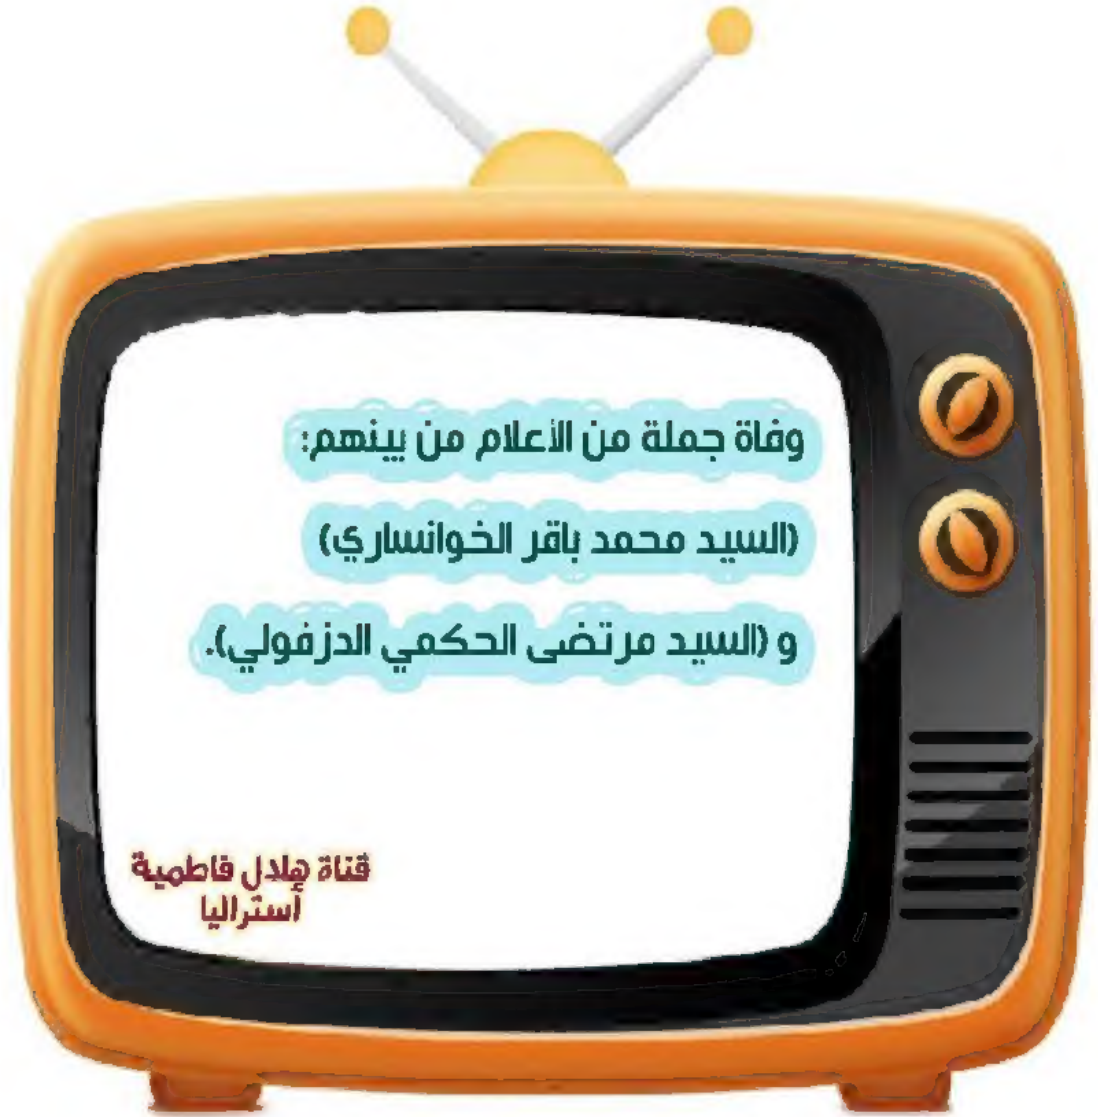 وفاة جملة من الأعلام من بينهم:
(السيد محمد باقر الخوانساري)
و (السيد مرتضى الحكمي الدزفولي).
قناة هلال فاطمية
أستراليا